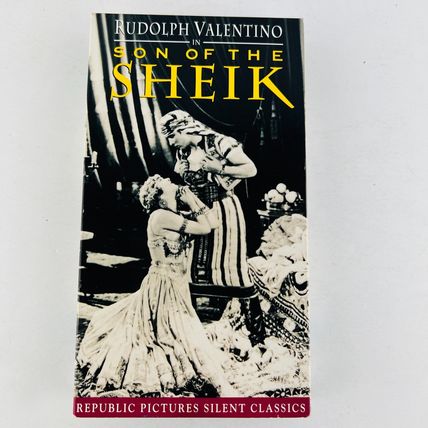 RUDOLPH VALENTINO
IN
SON OF THE
SHEIK
REPUBLIC PICTURES SILENT CLASSICS